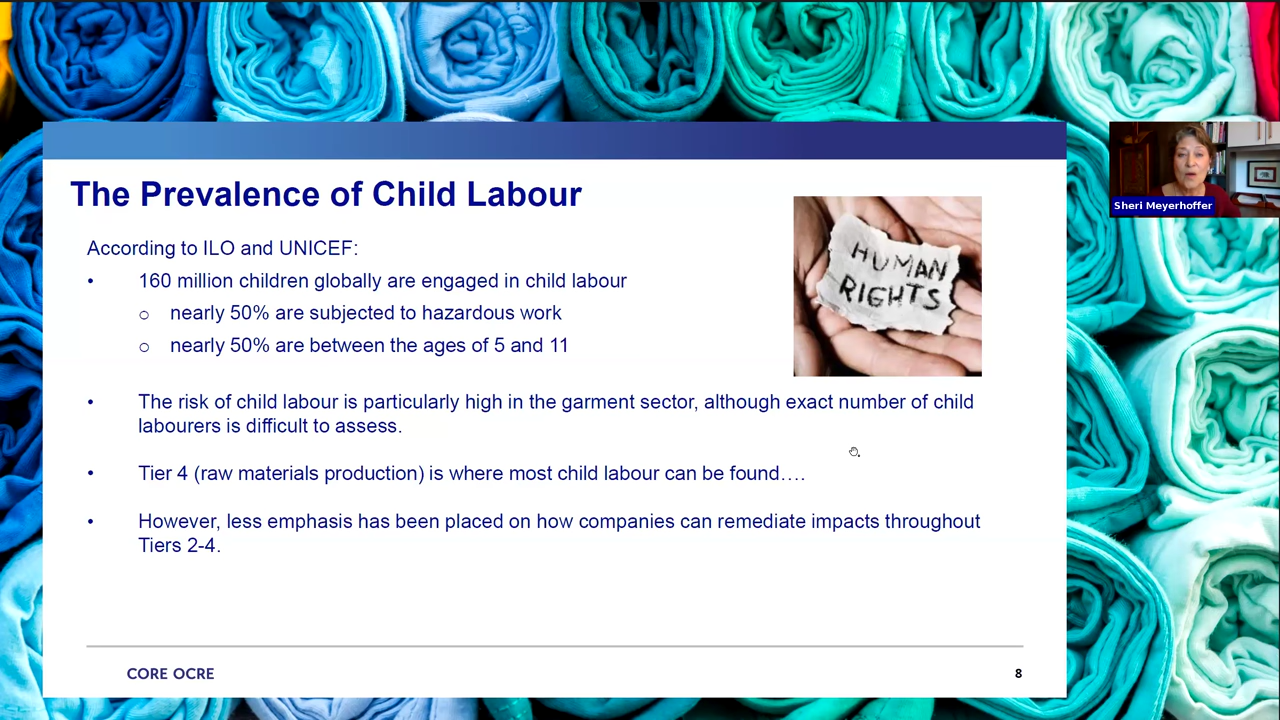 The Prevalence of Child Labour
According to ILO and UNICEF:
• 160 million children globally are engaged in child labour
o nearly 50% are subjected to hazardous work
o nearly 50% are between the ages of 5 and 11
HUMAN
RIGHTS
• The risk of child labour is particularly high in the garment sector, although exact number of child
labourers is difficult to assess.
• Tier 4 (raw materials production) is where most child labour can be found….
• However, less emphasis has been placed on how companies can remediate impacts throughout
Tiers 2-4.
CORE OCRE
8
Sheri Meyerhoffer